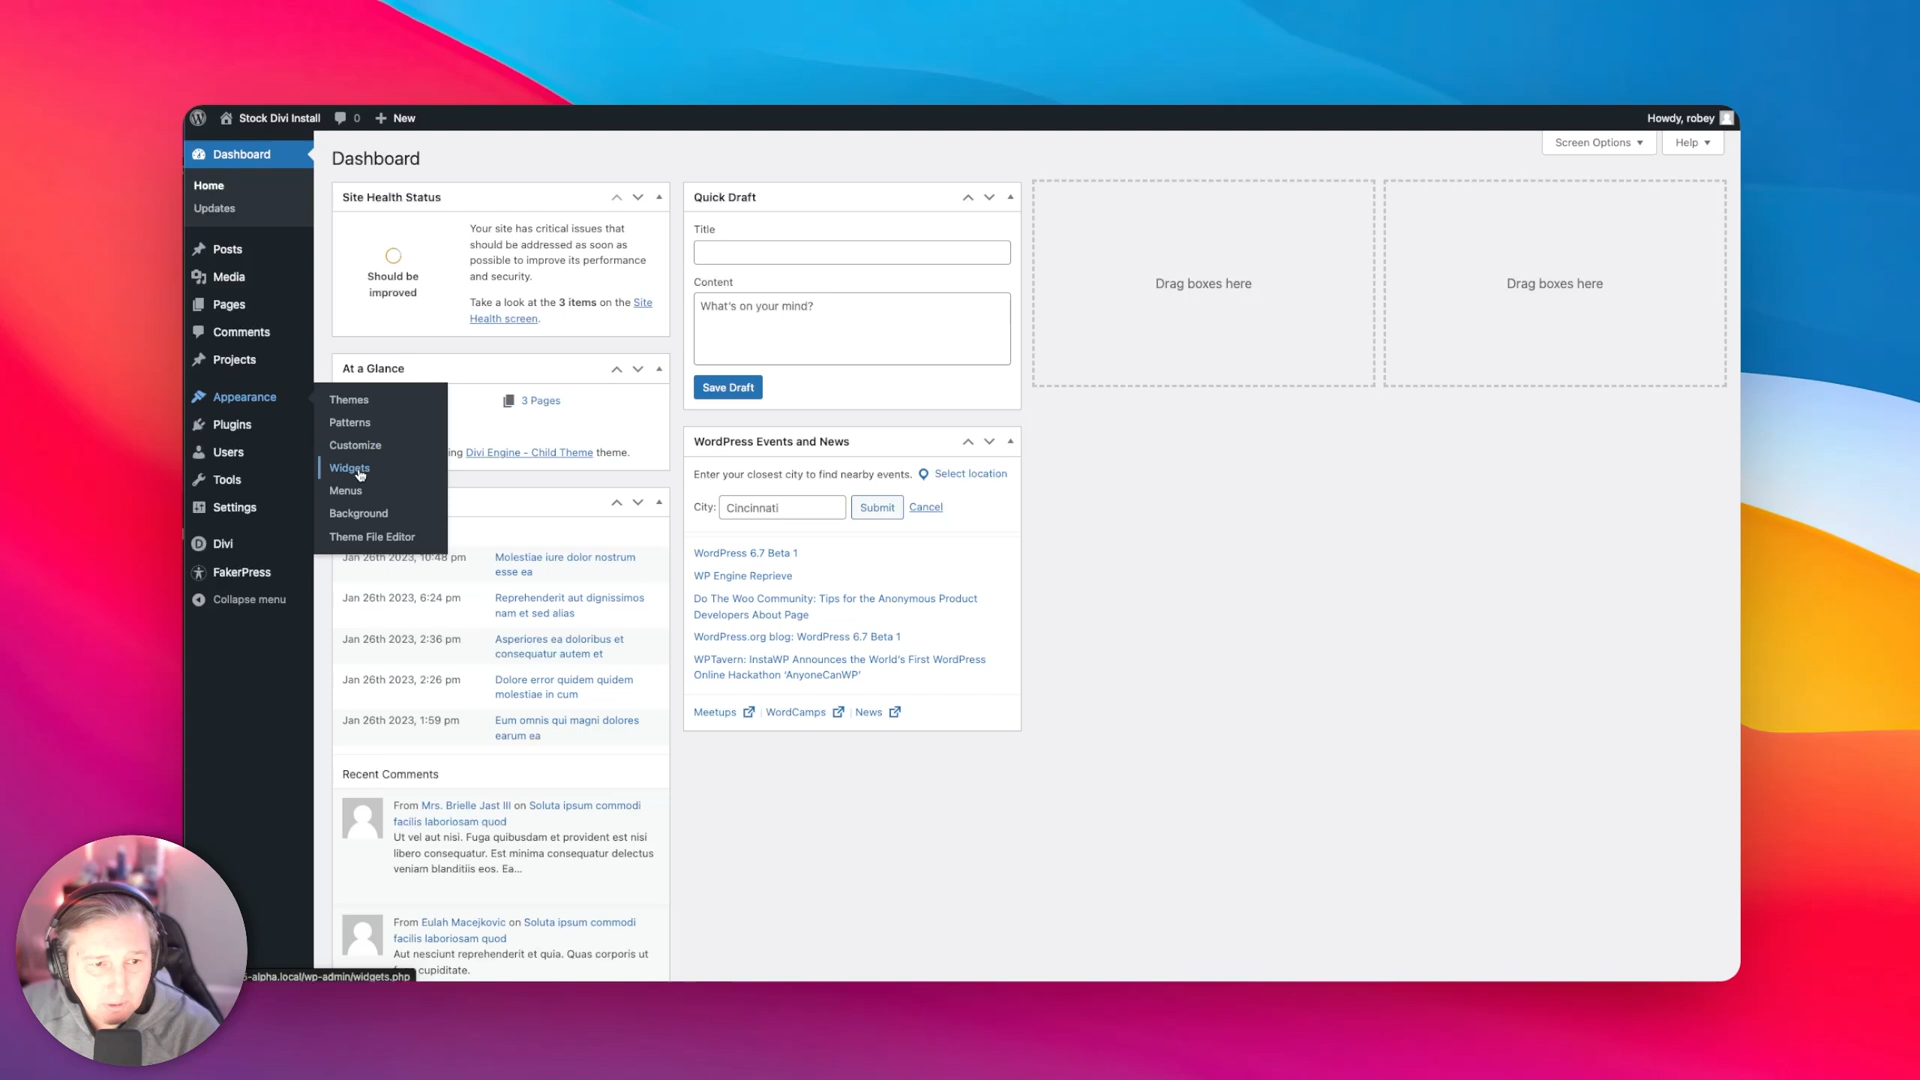 Stock Divi Install
0
New
Howdy, robey
Dashboard
Home
Updates
Posts
Media
Pages
Comments
Projects
Appearance
Plugins
Users
Tools
Settings
Divi
FakerPress
Collapse menu
Themes
Patterns
Customize
Widgets
Menus
Background
Theme File Editor
Dashboard
Screen Options
Help
Site Health Status
Should be
improved
Your site has critical issues that
should be addressed as soon as
possible to improve its performance
and security.
Take a look at the 3 items on the Site
Health screen.
At a Glance
3 Pages
ing Divi Engine – Child Theme theme.
Jan 26th 2023, 10:48 pm
Molestiae iure dolor nostrum
esse ea
Jan 26th 2023, 6:24 pm
Reprehenderit aut dignissimos
nam et sed alias
Jan 26th 2023, 2:36 pm
Asperiores ea doloribus et
consequatur autem et
Jan 26th 2023, 2:26 pm
Dolore error quidem quidem
molestiae in cum
Jan 26th 2023, 1:59 pm
Eum omnis qui magni dolores
earum ea
Recent Comments
From Mrs. Brielle Jast III on Soluta ipsum commodi
facilis laboriosam quod
Ut vel aut nisi. Fuga quibusdam et provident est nisi
libero consequatur. Est minima consequatur delectus
veniam blanditiis eos. Ea...
From Eulah Macejkovic on Soluta ipsum commodi
facilis laboriosam quod
Aut nesciunt reprehenderit et quia. Quas corporis ut
cupiditate.
5-alpha.local/wp-admin/widgets.php
Quick Draft
Title
Content
What's on your mind?
Save Draft
WordPress Events and News
Enter your closest city to find nearby events.
Select location
City:
Cincinnati
Submit
Cancel
WordPress 6.7 Beta 1
WP Engine Reprieve
Do The Woo Community: Tips for the Anonymous Product
Developers About Page
WordPress.org blog: WordPress 6.7 Beta 1
WPTavern: InstaWP Announces the World's First WordPress
Online Hackathon 'AnyoneCanWP'
Meetups | WordCamps | News
Drag boxes here
Drag boxes here